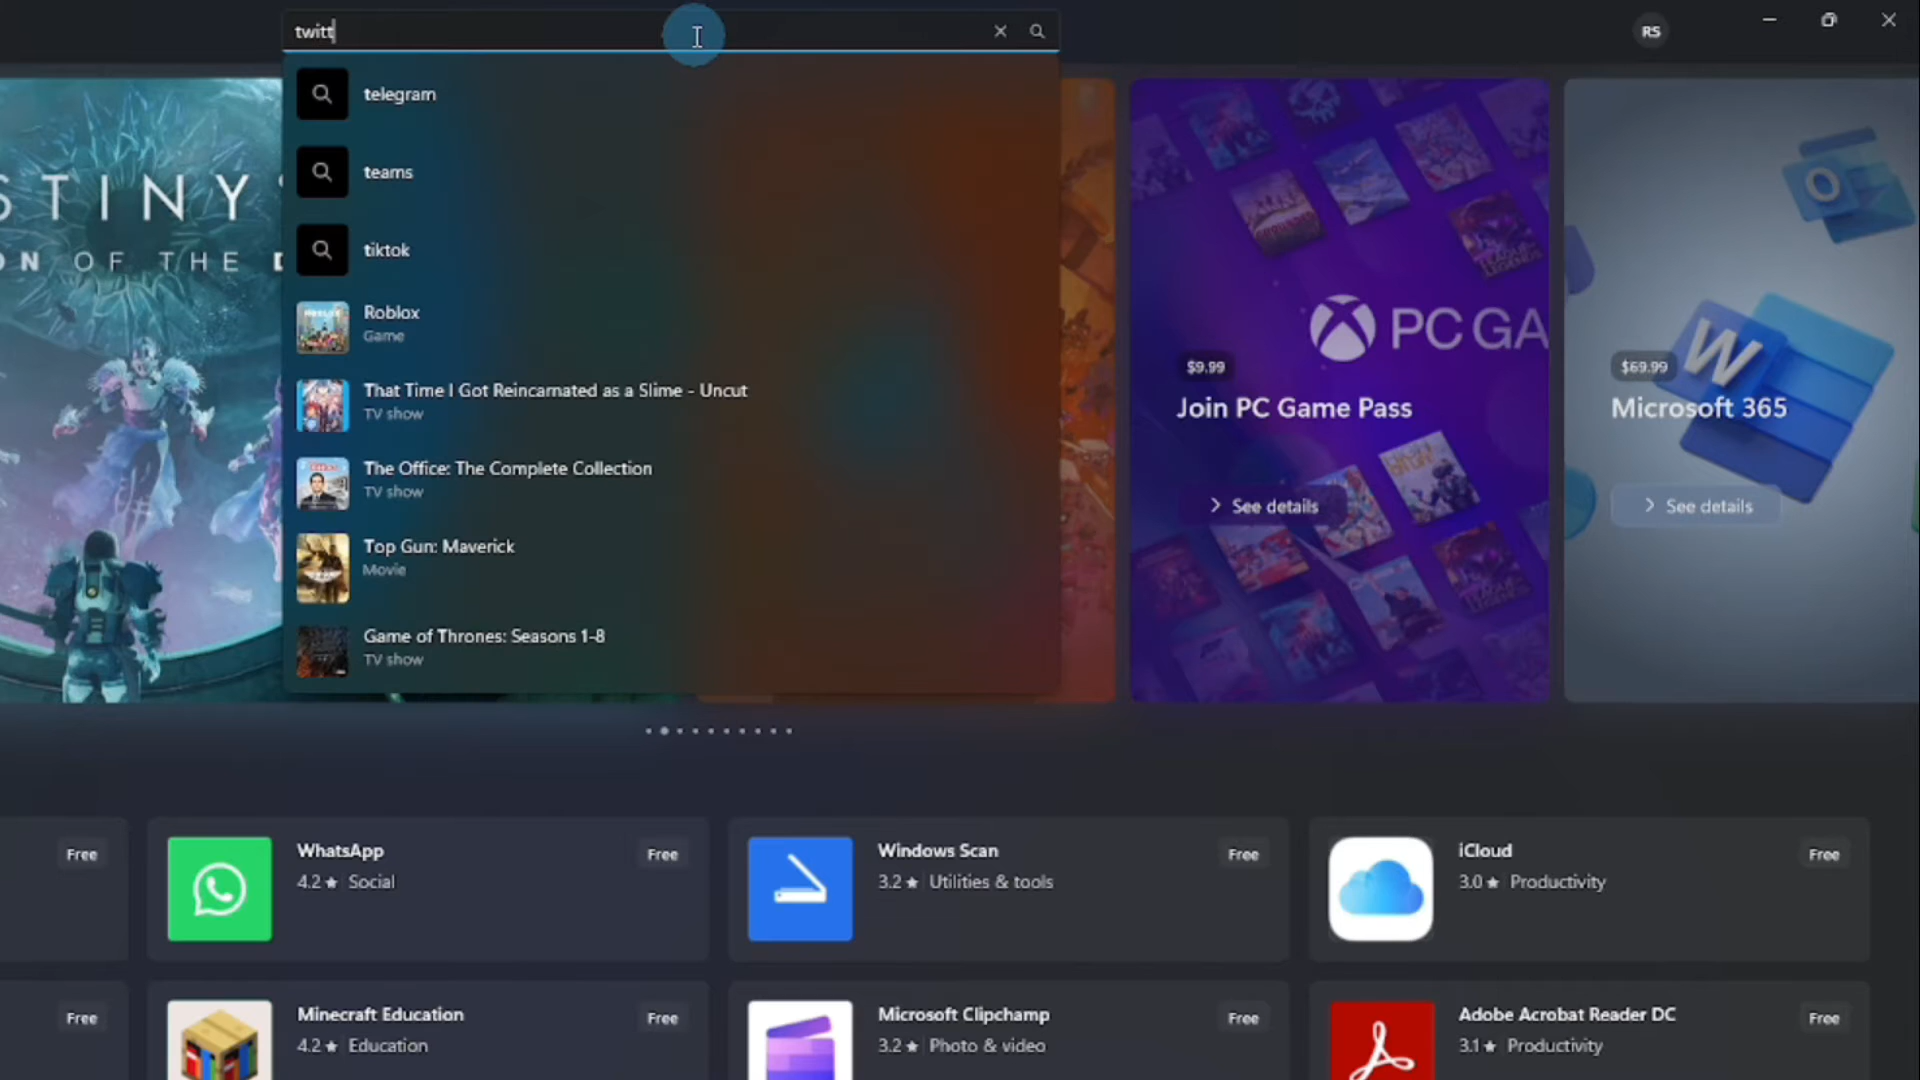 twitt
RS
telegram
teams
tiktok
Roblox
Game
That Time I Got Reincarnated as a Slime - Uncut
TV show
The Office: The Complete Collection
TV show
Top Gun: Maverick
Movie
Game of Thrones: Seasons 1-8
TV show
STINY
ON OF THE D
PC GA
$9.99
Join PC Game Pass
See details
O
W
$69.99
Microsoft 365
See details
Free
WhatsApp
Free
4.2★ Social
Windows Scan
Free
3.2★ Utilities & tools
iCloud
Free
3.0★ Productivity
Free
Minecraft Education
Free
4.2★ Education
Microsoft Clipchamp
Free
3.2★ Photo & video
Adobe Acrobat Reader DC
Free
3.1★ Productivity